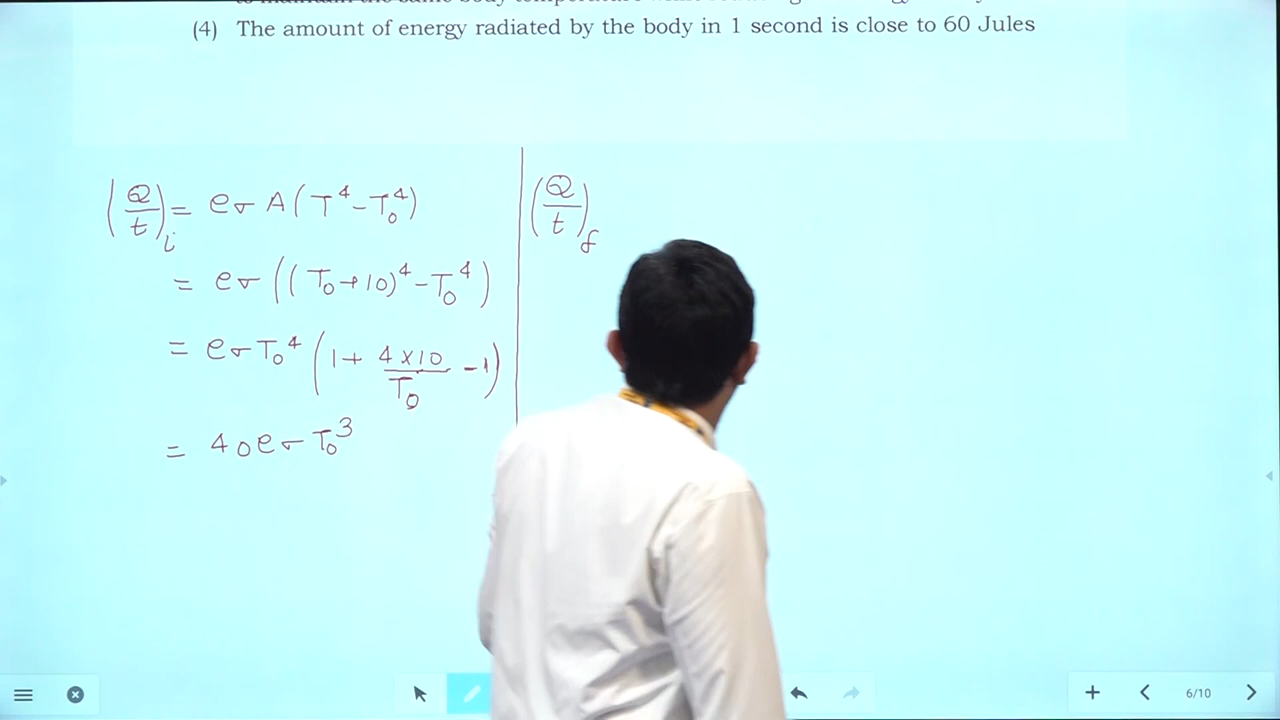 (4) The amount of energy radiated by the body in 1 second is close to 60 Jules
(Q/t)i = eσA(T⁴-T₀⁴)
= eσ((T₀+10)⁴-T₀⁴)
= eσT₀⁴(1+ 4×10/T₀ -1)
= 40eσT₀³
(Q/t)f
6/10